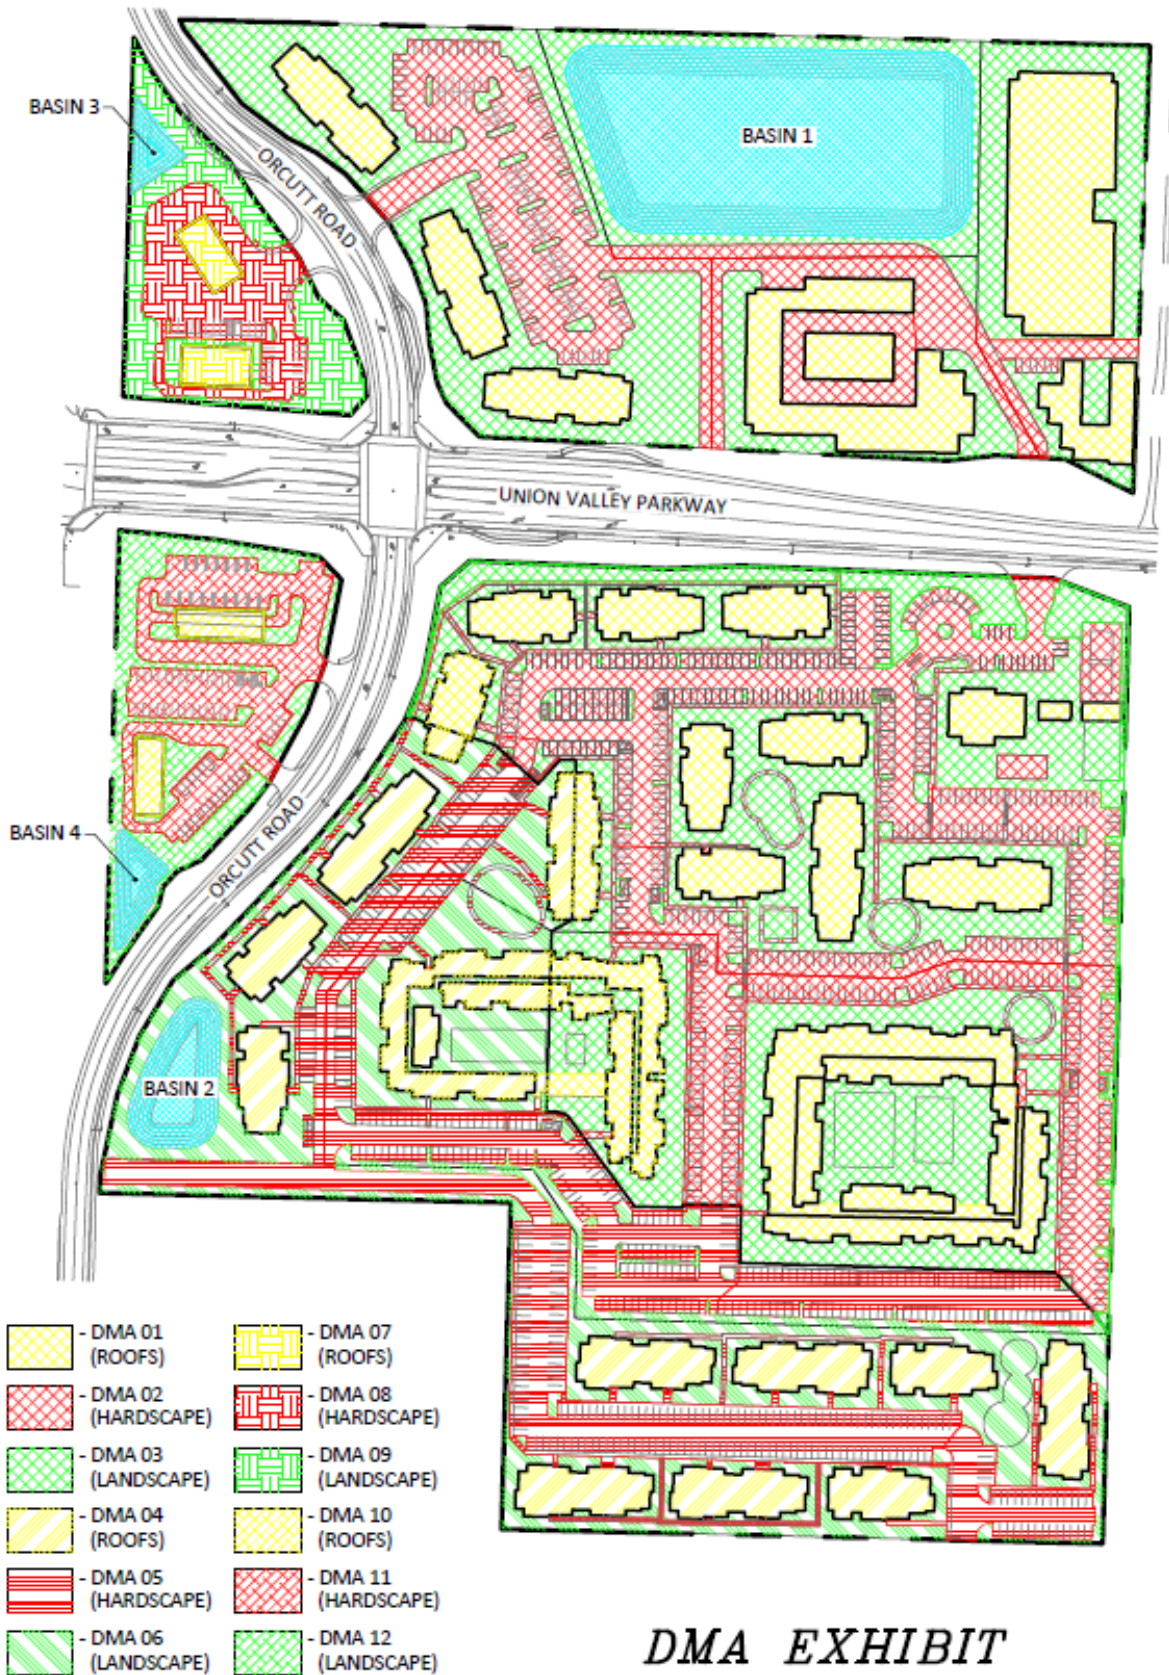 BASIN 3
BASIN 1
ORCUTT ROAD
UNION VALLEY PARKWAY
BASIN 4
ORCUTT ROAD
BASIN 2
- DMA 01
(ROOFS)
- DMA 07
(ROOFS)
- DMA 02
(HARDSCAPE)
- DMA 08
(HARDSCAPE)
- DMA 03
(LANDSCAPE)
- DMA 09
(LANDSCAPE)
- DMA 04
(ROOFS)
- DMA 10
(ROOFS)
- DMA 05
(HARDSCAPE)
- DMA 11
(HARDSCAPE)
- DMA 06
(LANDSCAPE)
- DMA 12
(LANDSCAPE)
DMA EXHIBIT